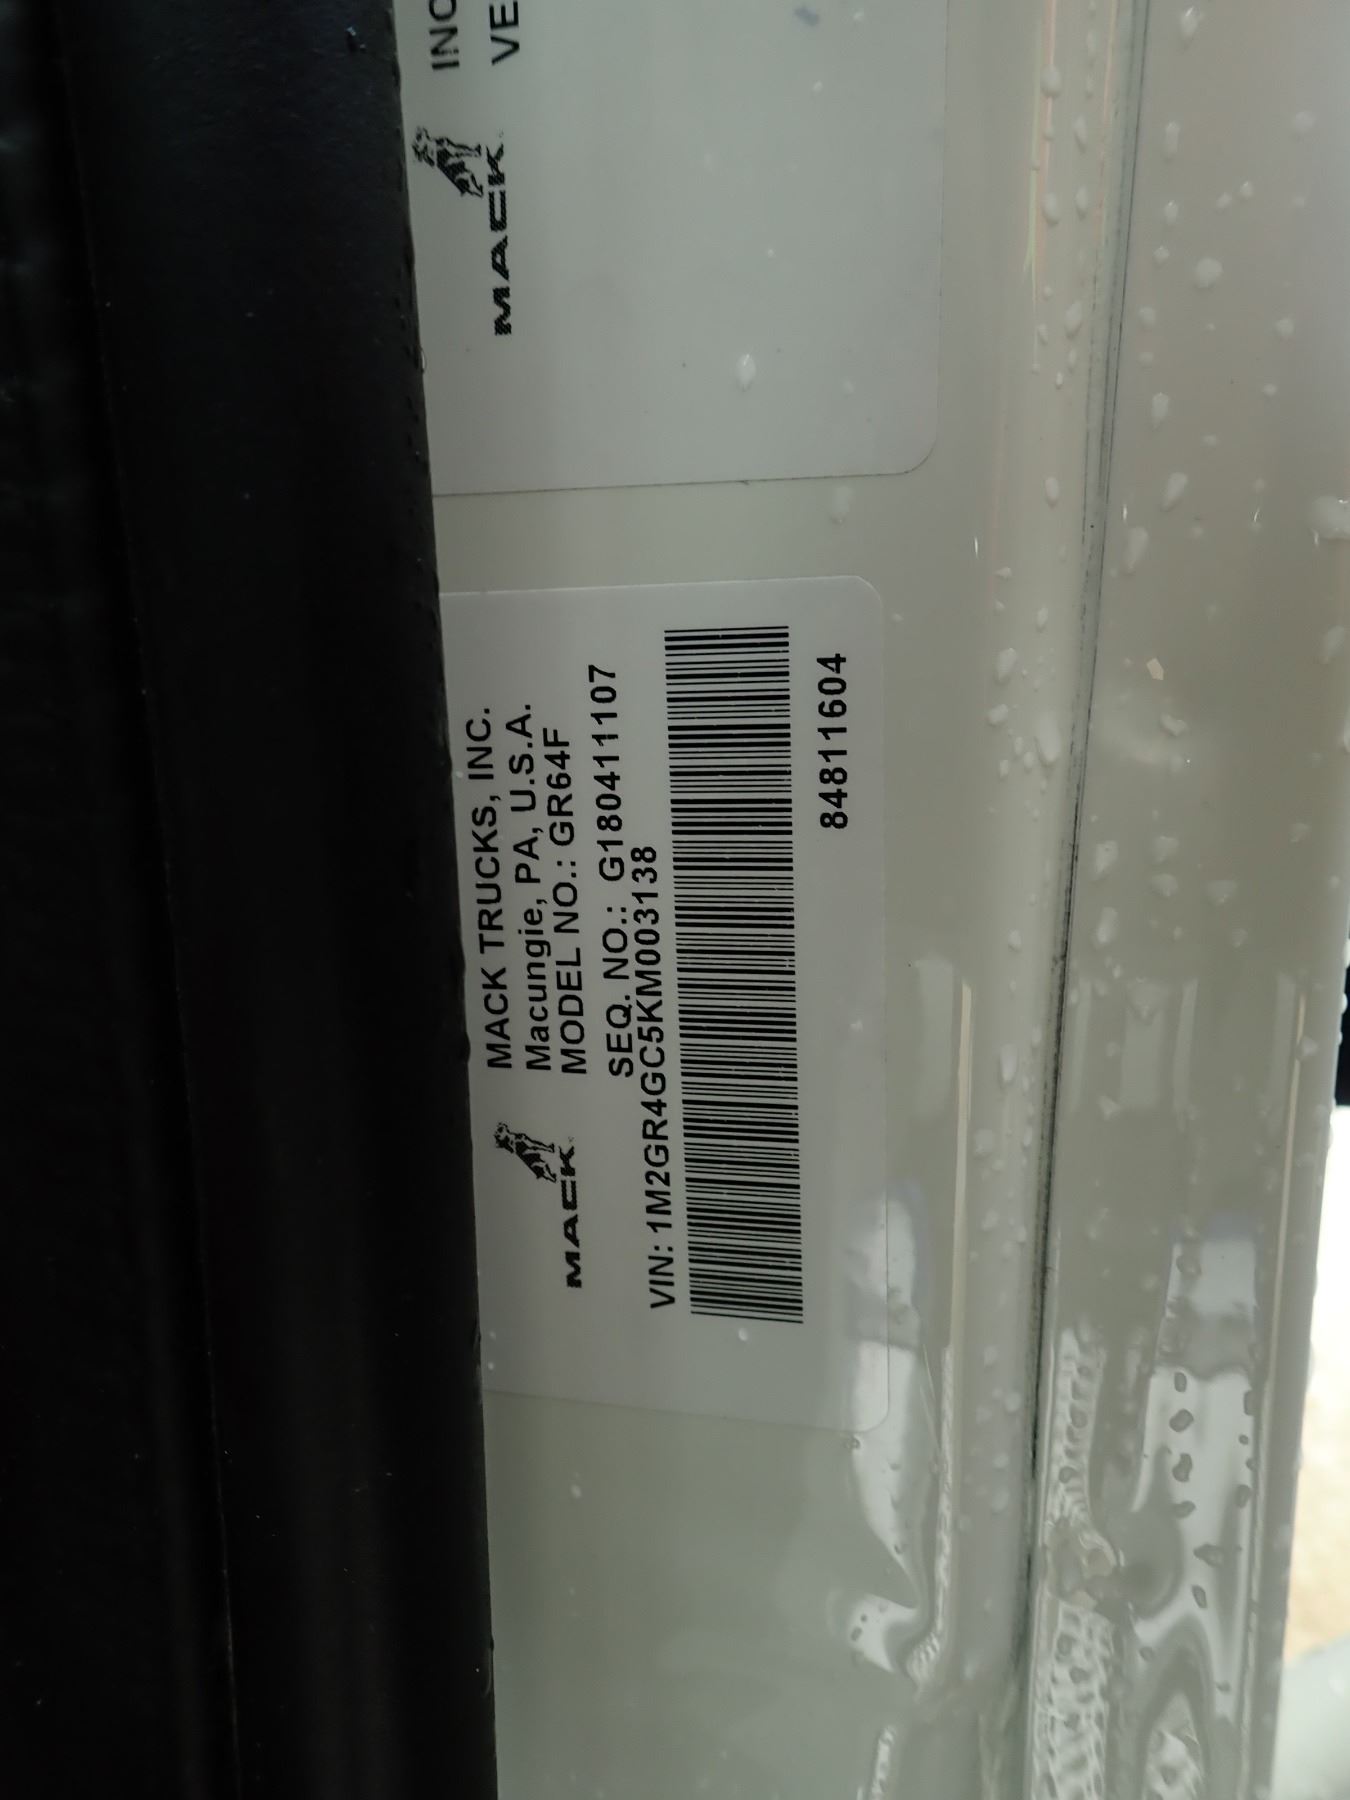 INC
VE
MACK
MACK TRUCKS, INC.
Macungie, PA, U.S.A.
MODEL NO.: GR64F
SEQ. NO.: G180411107
MACK
VIN: 1M2GR4GC5KM003138
84811604